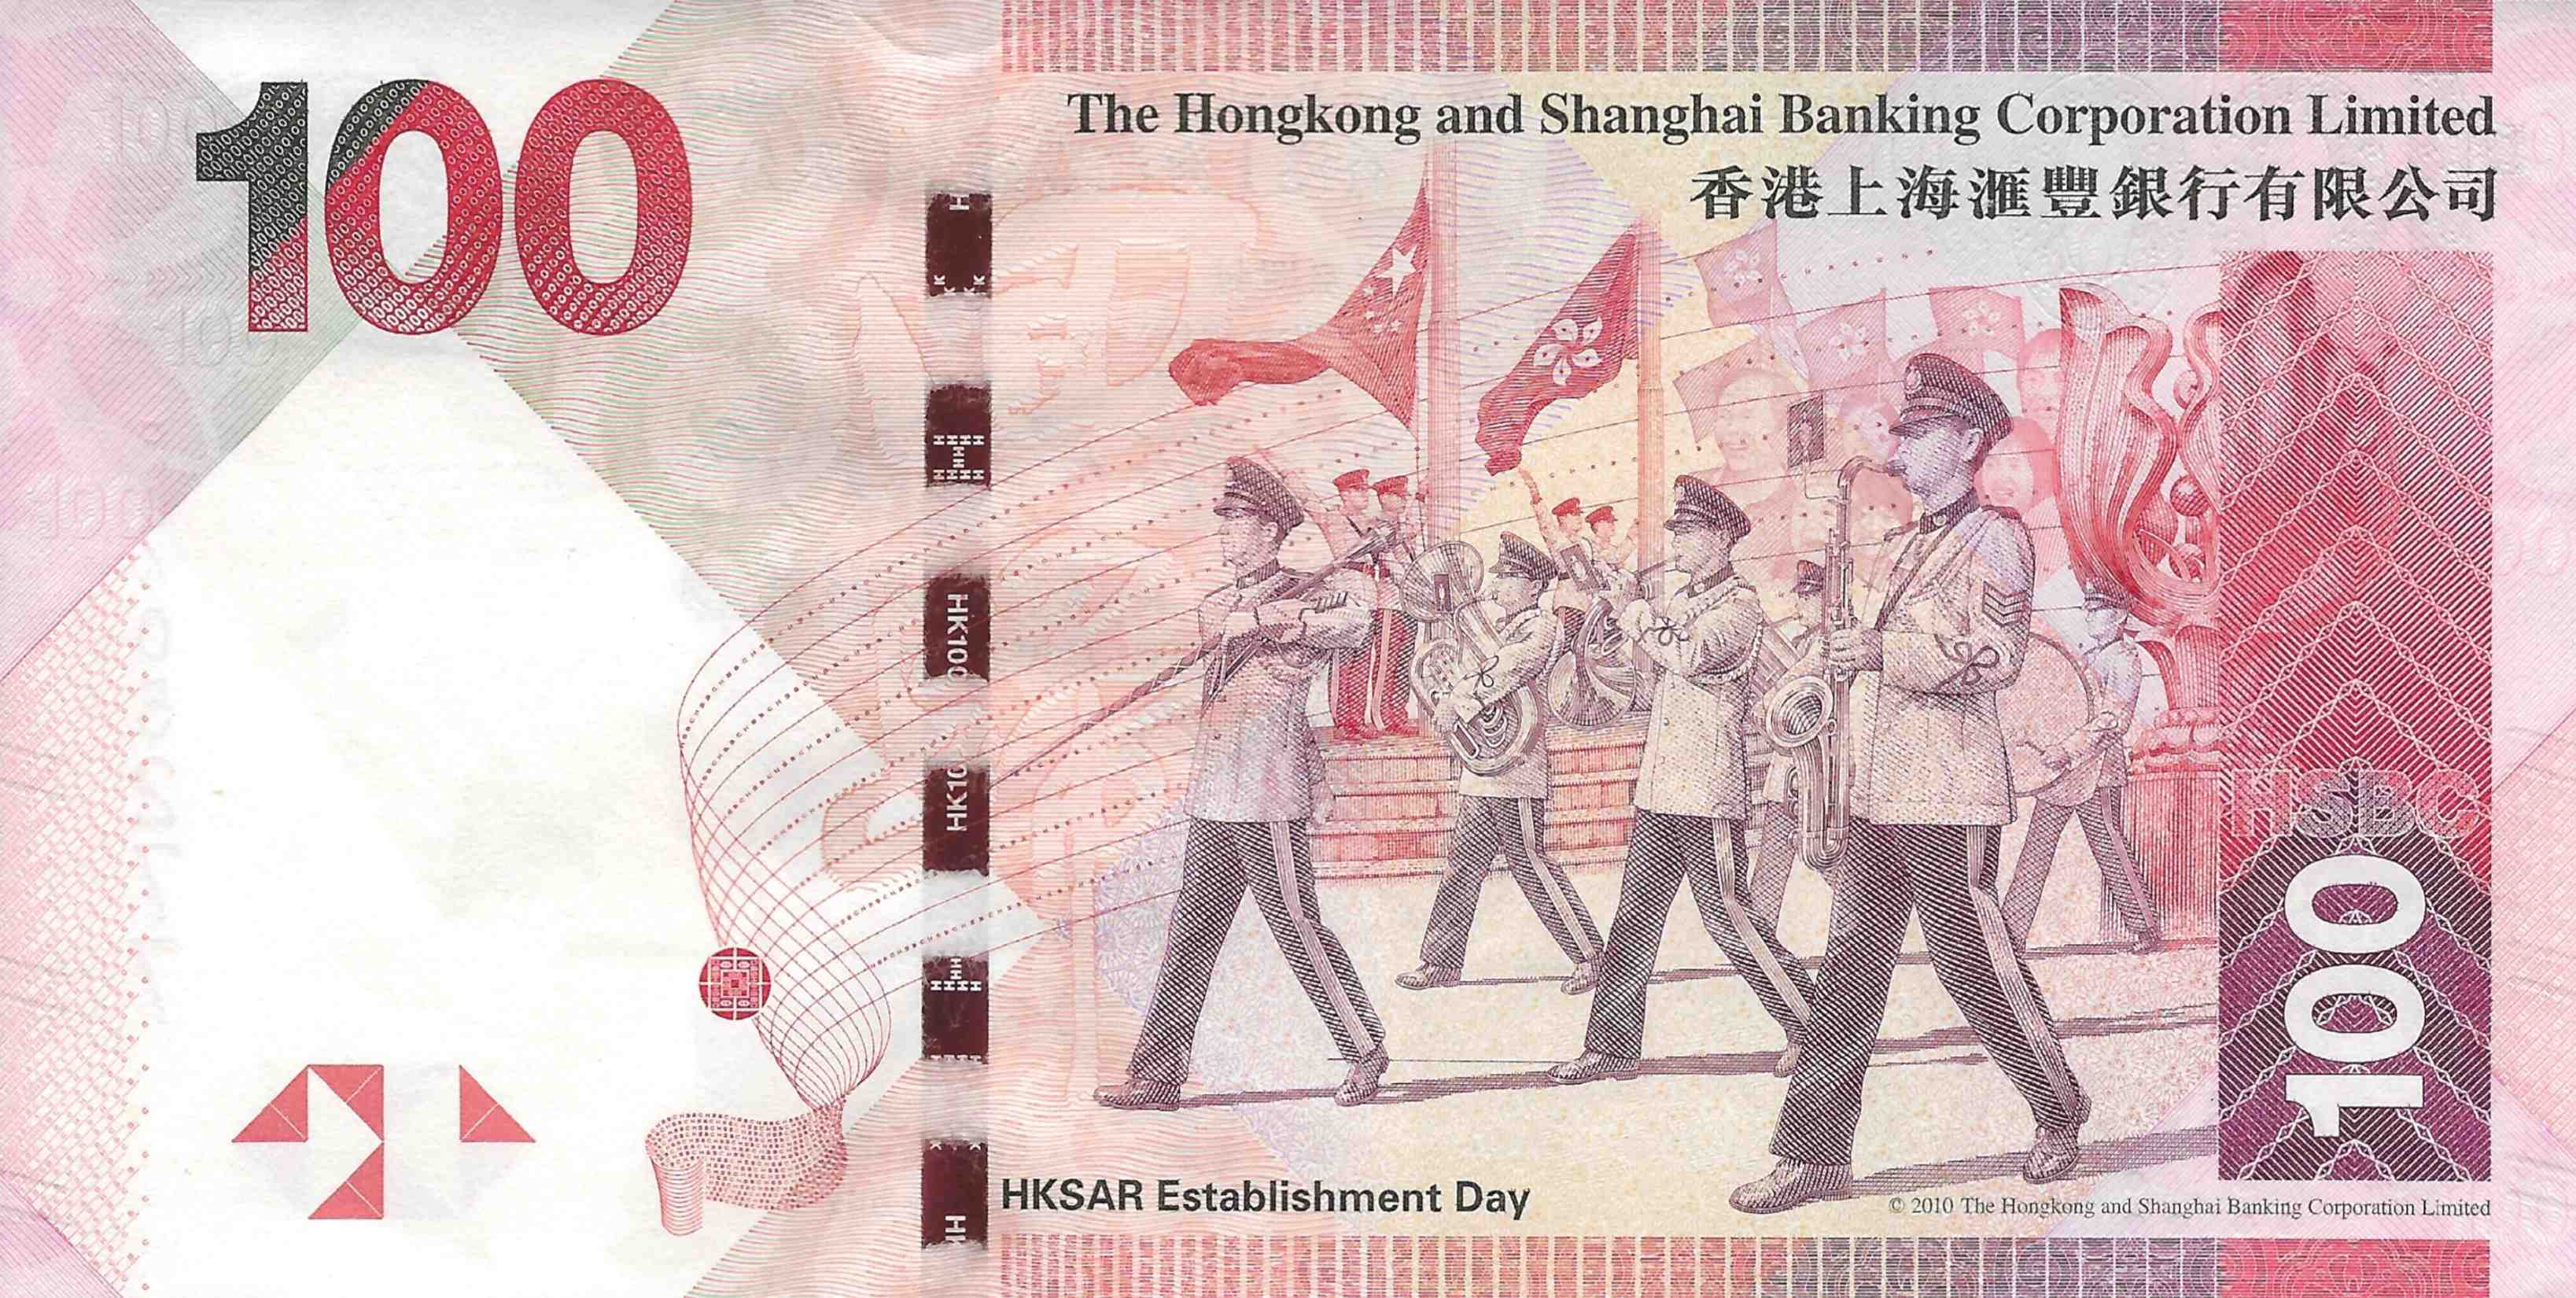 100
The Hongkong and Shanghai Banking Corporation Limited
香港上海滙豐銀行有限公司
HK100
HK10
HSBC
100
HKSAR Establishment Day
© 2010 The Hongkong and Shanghai Banking Corporation Limited